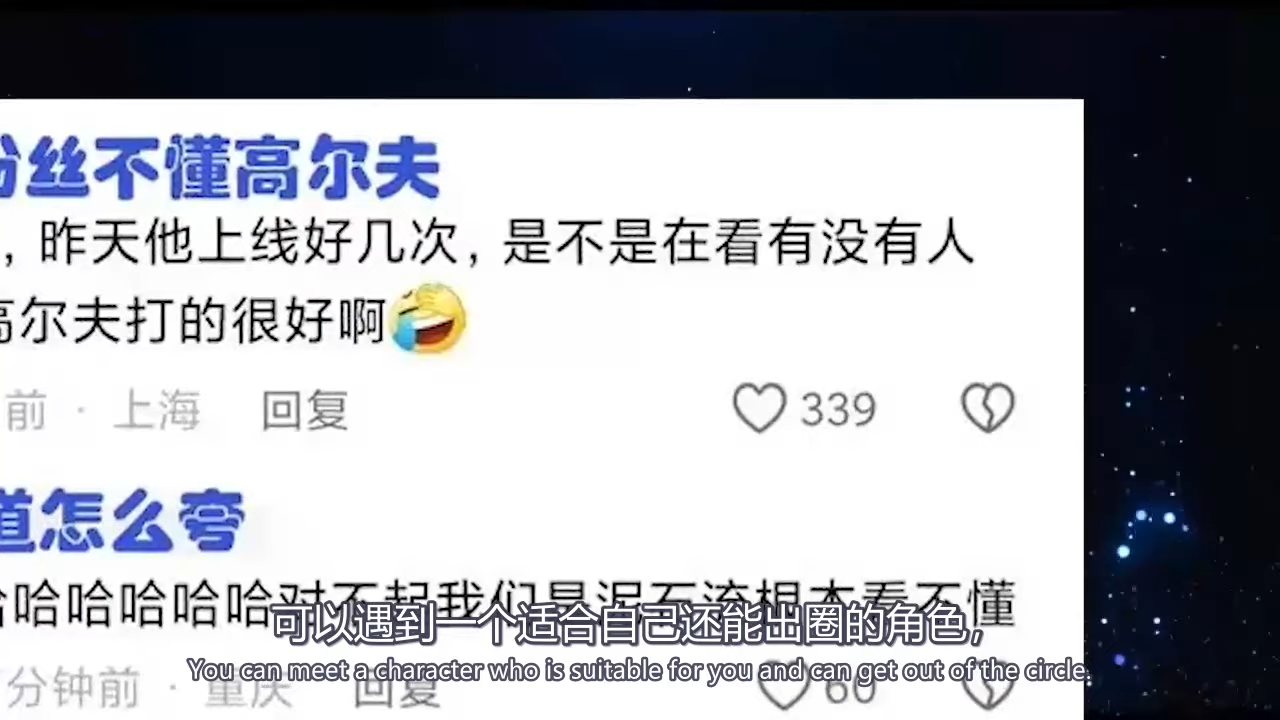 粉丝不懂高尔夫
，昨天他上线好几次，是不是在看有没有人
高尔夫打的很好啊
前 · 上海 回复 339
道怎么夸
哈哈哈哈哈哈对不起我们是泥石流根本看不懂
可以遇到一个适合自己还能出圈的角色，
You can meet a character who is suitable for you and can get out of the circle.
分钟前 · 重庆 回复 60